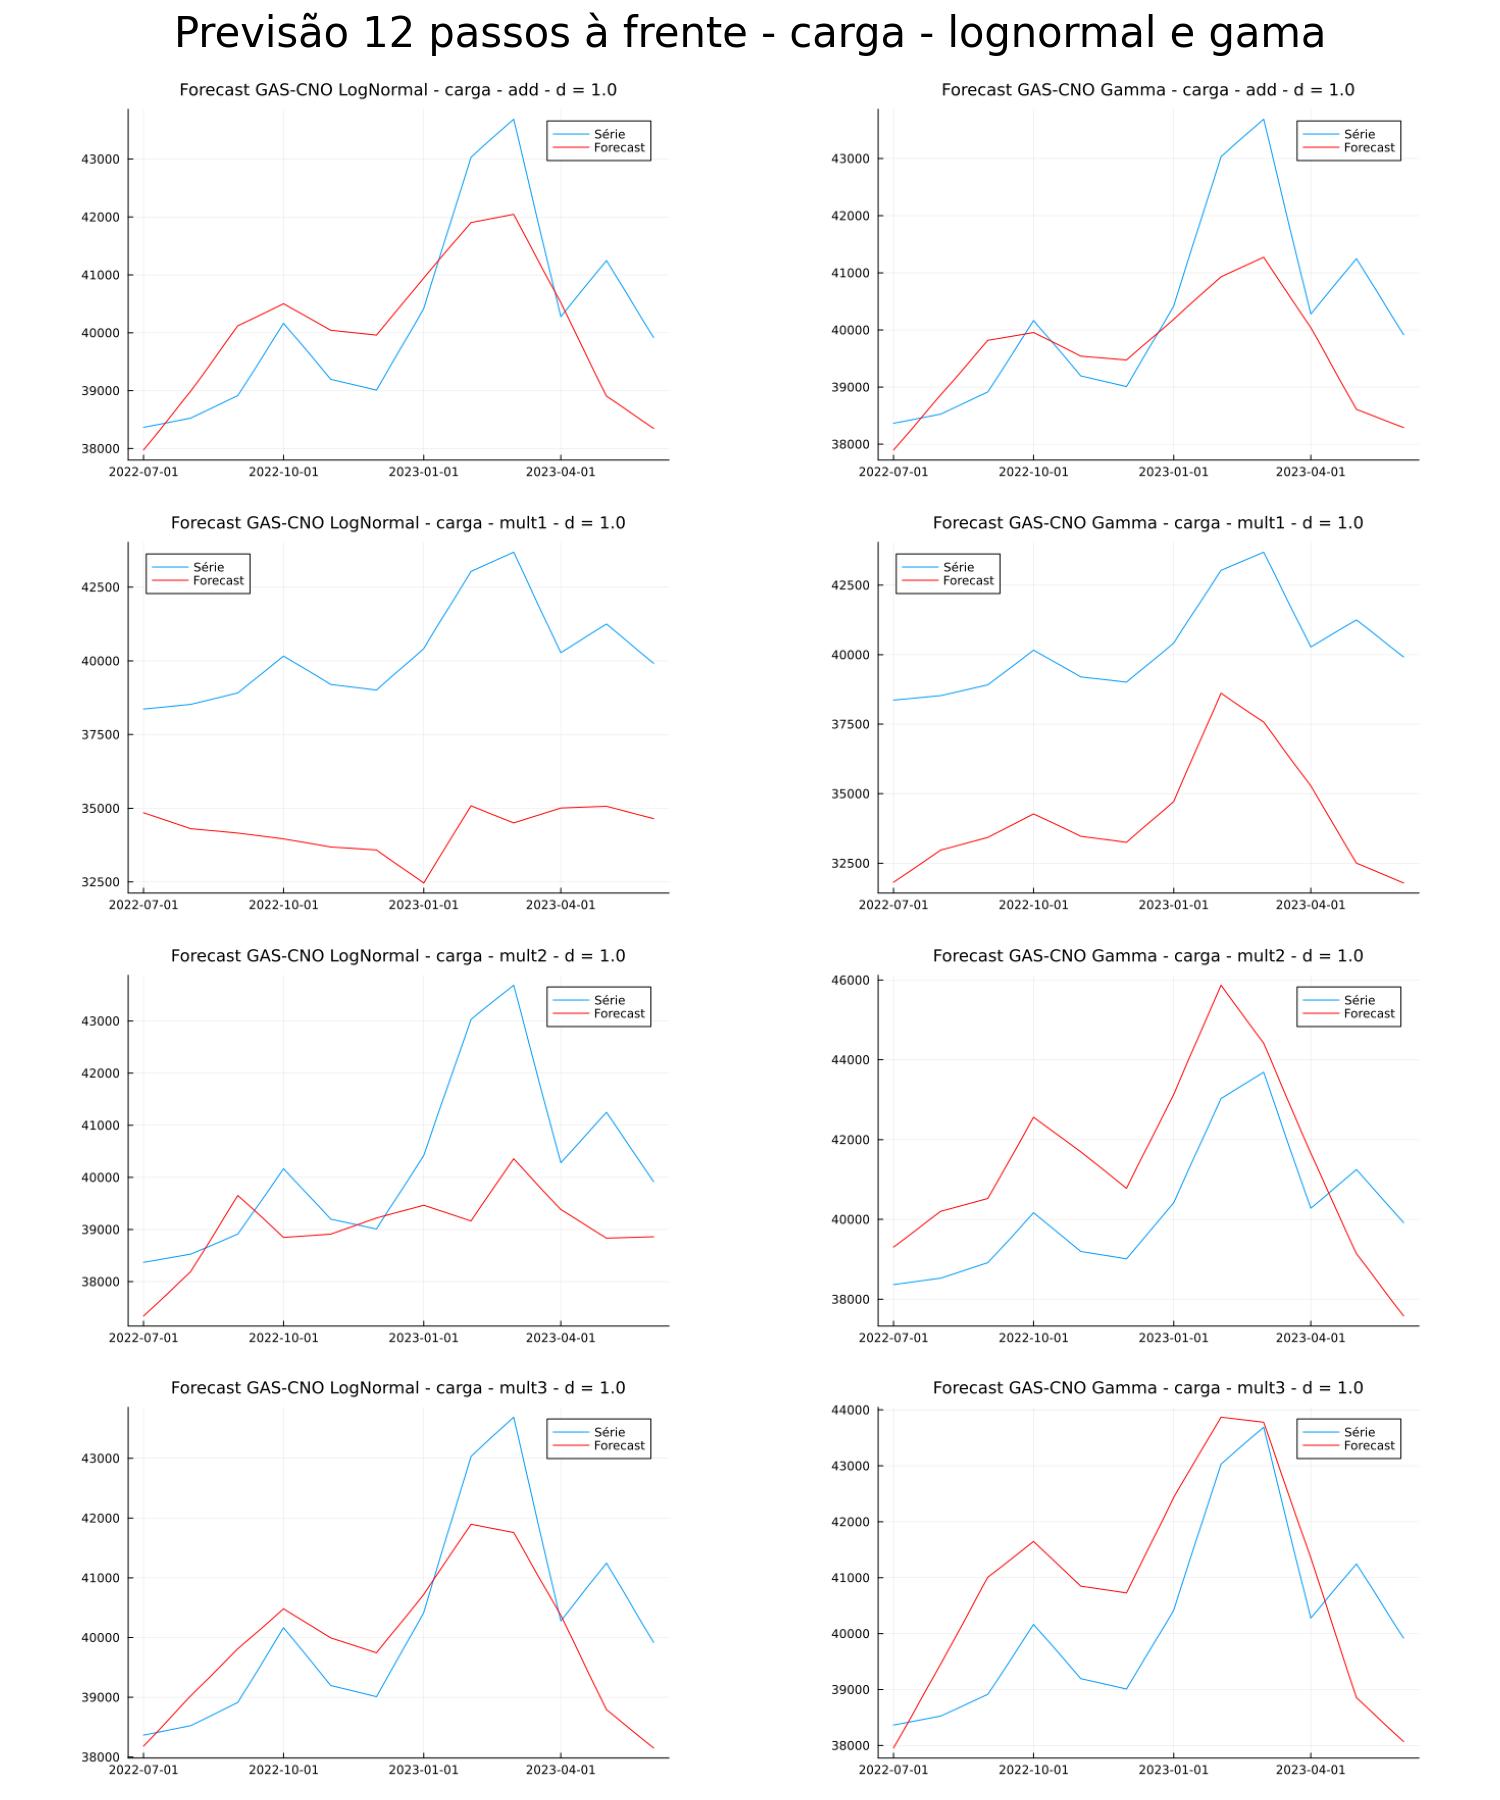 Previsão 12 passos à frente - carga - lognormal e gama
Forecast GAS-CNO LogNormal - carga - add - d = 1.0
Série
Forecast
43000
42000
41000
40000
39000
38000
2022-07-01 2022-10-01 2023-01-01 2023-04-01
Forecast GAS-CNO Gamma - carga - add - d = 1.0
Série
Forecast
43000
42000
41000
40000
39000
38000
2022-07-01 2022-10-01 2023-01-01 2023-04-01
Forecast GAS-CNO LogNormal - carga - mult1 - d = 1.0
Série
Forecast
42500
40000
37500
35000
32500
2022-07-01 2022-10-01 2023-01-01 2023-04-01
Forecast GAS-CNO Gamma - carga - mult1 - d = 1.0
Série
Forecast
42500
40000
37500
35000
32500
2022-07-01 2022-10-01 2023-01-01 2023-04-01
Forecast GAS-CNO LogNormal - carga - mult2 - d = 1.0
Série
Forecast
43000
42000
41000
40000
39000
38000
2022-07-01 2022-10-01 2023-01-01 2023-04-01
Forecast GAS-CNO Gamma - carga - mult2 - d = 1.0
46000
Série
Forecast
44000
42000
40000
38000
2022-07-01 2022-10-01 2023-01-01 2023-04-01
Forecast GAS-CNO LogNormal - carga - mult3 - d = 1.0
Série
Forecast
43000
42000
41000
40000
39000
38000
2022-07-01 2022-10-01 2023-01-01 2023-04-01
Forecast GAS-CNO Gamma - carga - mult3 - d = 1.0
44000
Série
Forecast
43000
42000
41000
40000
39000
38000
2022-07-01 2022-10-01 2023-01-01 2023-04-01